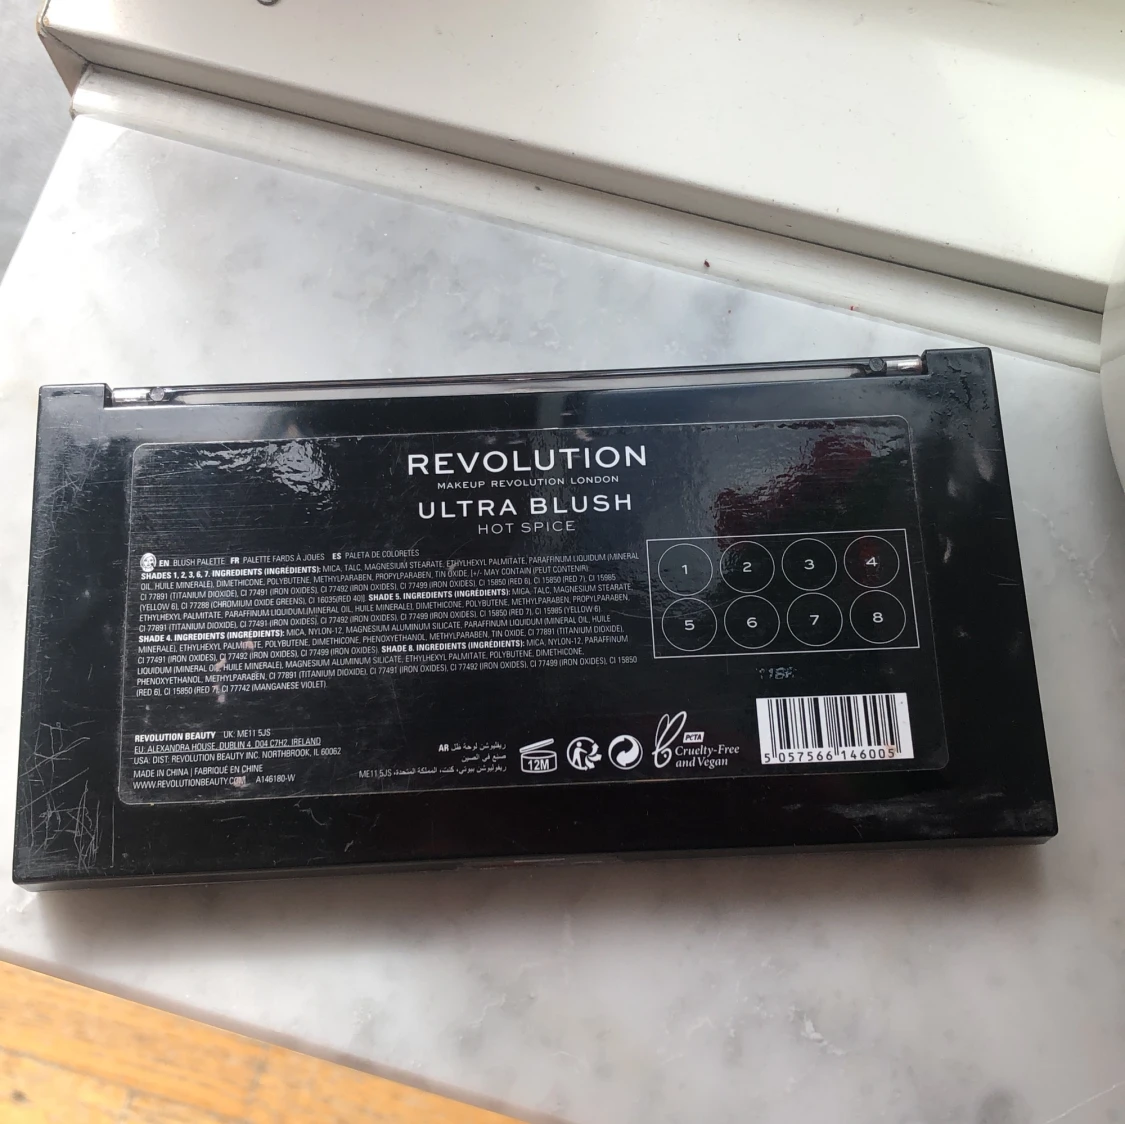 REVOLUTION
MAKEUP REVOLUTION LONDON
ULTRA BLUSH
HOT SPICE
EN BLUSH PALETTE FR PALETTE FARDS À JOUES ES PALETA DE COLORETES
SHADES 1, 2, 3, 6, 7. INGREDIENTS (INGRÉDIENTS): MICA, TALC, MAGNESIUM STEARATE, ETHYLHEXYL PALMITATE, PARAFFINUM LIQUIDUM (MINERAL
OIL, HUILE MINERALE), DIMETHICONE, POLYBUTENE, METHYLPARABEN, PROPYLPARABEN, TIN OXIDE, [+/- MAY CONTAIN (PEUT CONTENIR):
CI 77891 (TITANIUM DIOXIDE), CI 77491 (IRON OXIDES), CI 77492 (IRON OXIDES), CI 77499 (IRON OXIDES), CI 15850 (RED 6), CI 15850 (RED 7), CI 15985
(YELLOW 6), CI 77288 (CHROMIUM OXIDE GREENS), CI 16035(RED 40)] SHADE 5. INGREDIENTS (INGRÉDIENTS): MICA, TALC, MAGNESIUM STEARATE
ETHYLHEXYL PALMITATE, PARAFFINUM LIQUIDUM(MINERAL OIL, HUILE MINERALE), DIMETHICONE, POLYBUTENE, METHYLPARABEN, PROPYLPARABEN,
CI 77891 (TITANIUM DIOXIDE), CI 77491 (IRON OXIDES), CI 77492 (IRON OXIDES), CI 77499 (IRON OXIDES), CI 15850 (RED 7), CI 15985 (YELLOW 6)
SHADE 4. INGREDIENTS (INGRÉDIENTS): MICA, NYLON-12, MAGNESIUM ALUMINUM SILICATE, PARAFFINUM LIQUIDUM (MINERAL OIL, HUILE
MINERALE), ETHYLHEXYL PALMITATE, POLYBUTENE, DIMETHICONE, PHENOXYETHANOL, METHYLPARABEN, TIN OXIDE, CI 77891 (TITANIUM DIOXIDE),
CI 77491 (IRON OXIDES), CI 77492 (IRON OXIDES), CI 77499 (IRON OXIDES) SHADE 8. INGREDIENTS (INGRÉDIENTS): MICA, NYLON-12, PARAFFINUM
LIQUIDUM (MINERAL OIL, HUILE MINERALE), MAGNESIUM ALUMINUM SILICATE, ETHYLHEXYL PALMITATE, POLYBUTENE, DIMETHICONE,
PHENOXYETHANOL, METHYLPARABEN, CI 77891 (TITANIUM DIOXIDE), CI 77491 (IRON OXIDES), CI 77492 (IRON OXIDES), CI 77499 (IRON OXIDES), CI 15850
(RED 6), CI 15850 (RED 7), CI 77742 (MANGANESE VIOLET)
1 2 3 4
5 6 7 8
REVOLUTION BEAUTY UK: ME11 5JS
EU: ALEXANDRA HOUSE, DUBLIN 4, D04 C7H2, IRELAND
USA: DIST. REVOLUTION BEAUTY INC. NORTHBROOK, IL 60062
MADE IN CHINA | FABRIQUÉ EN CHINE
WWW.REVOLUTIONBEAUTY.COM A146180-W
AR ريفليوشن لوحة ظل
صنع في الصين
ريفوليوشن بيوتي، كنت، المملكة المتحدة، ME11 5JS
12M
PETA
Cruelty-Free
and Vegan
5 057566 146005